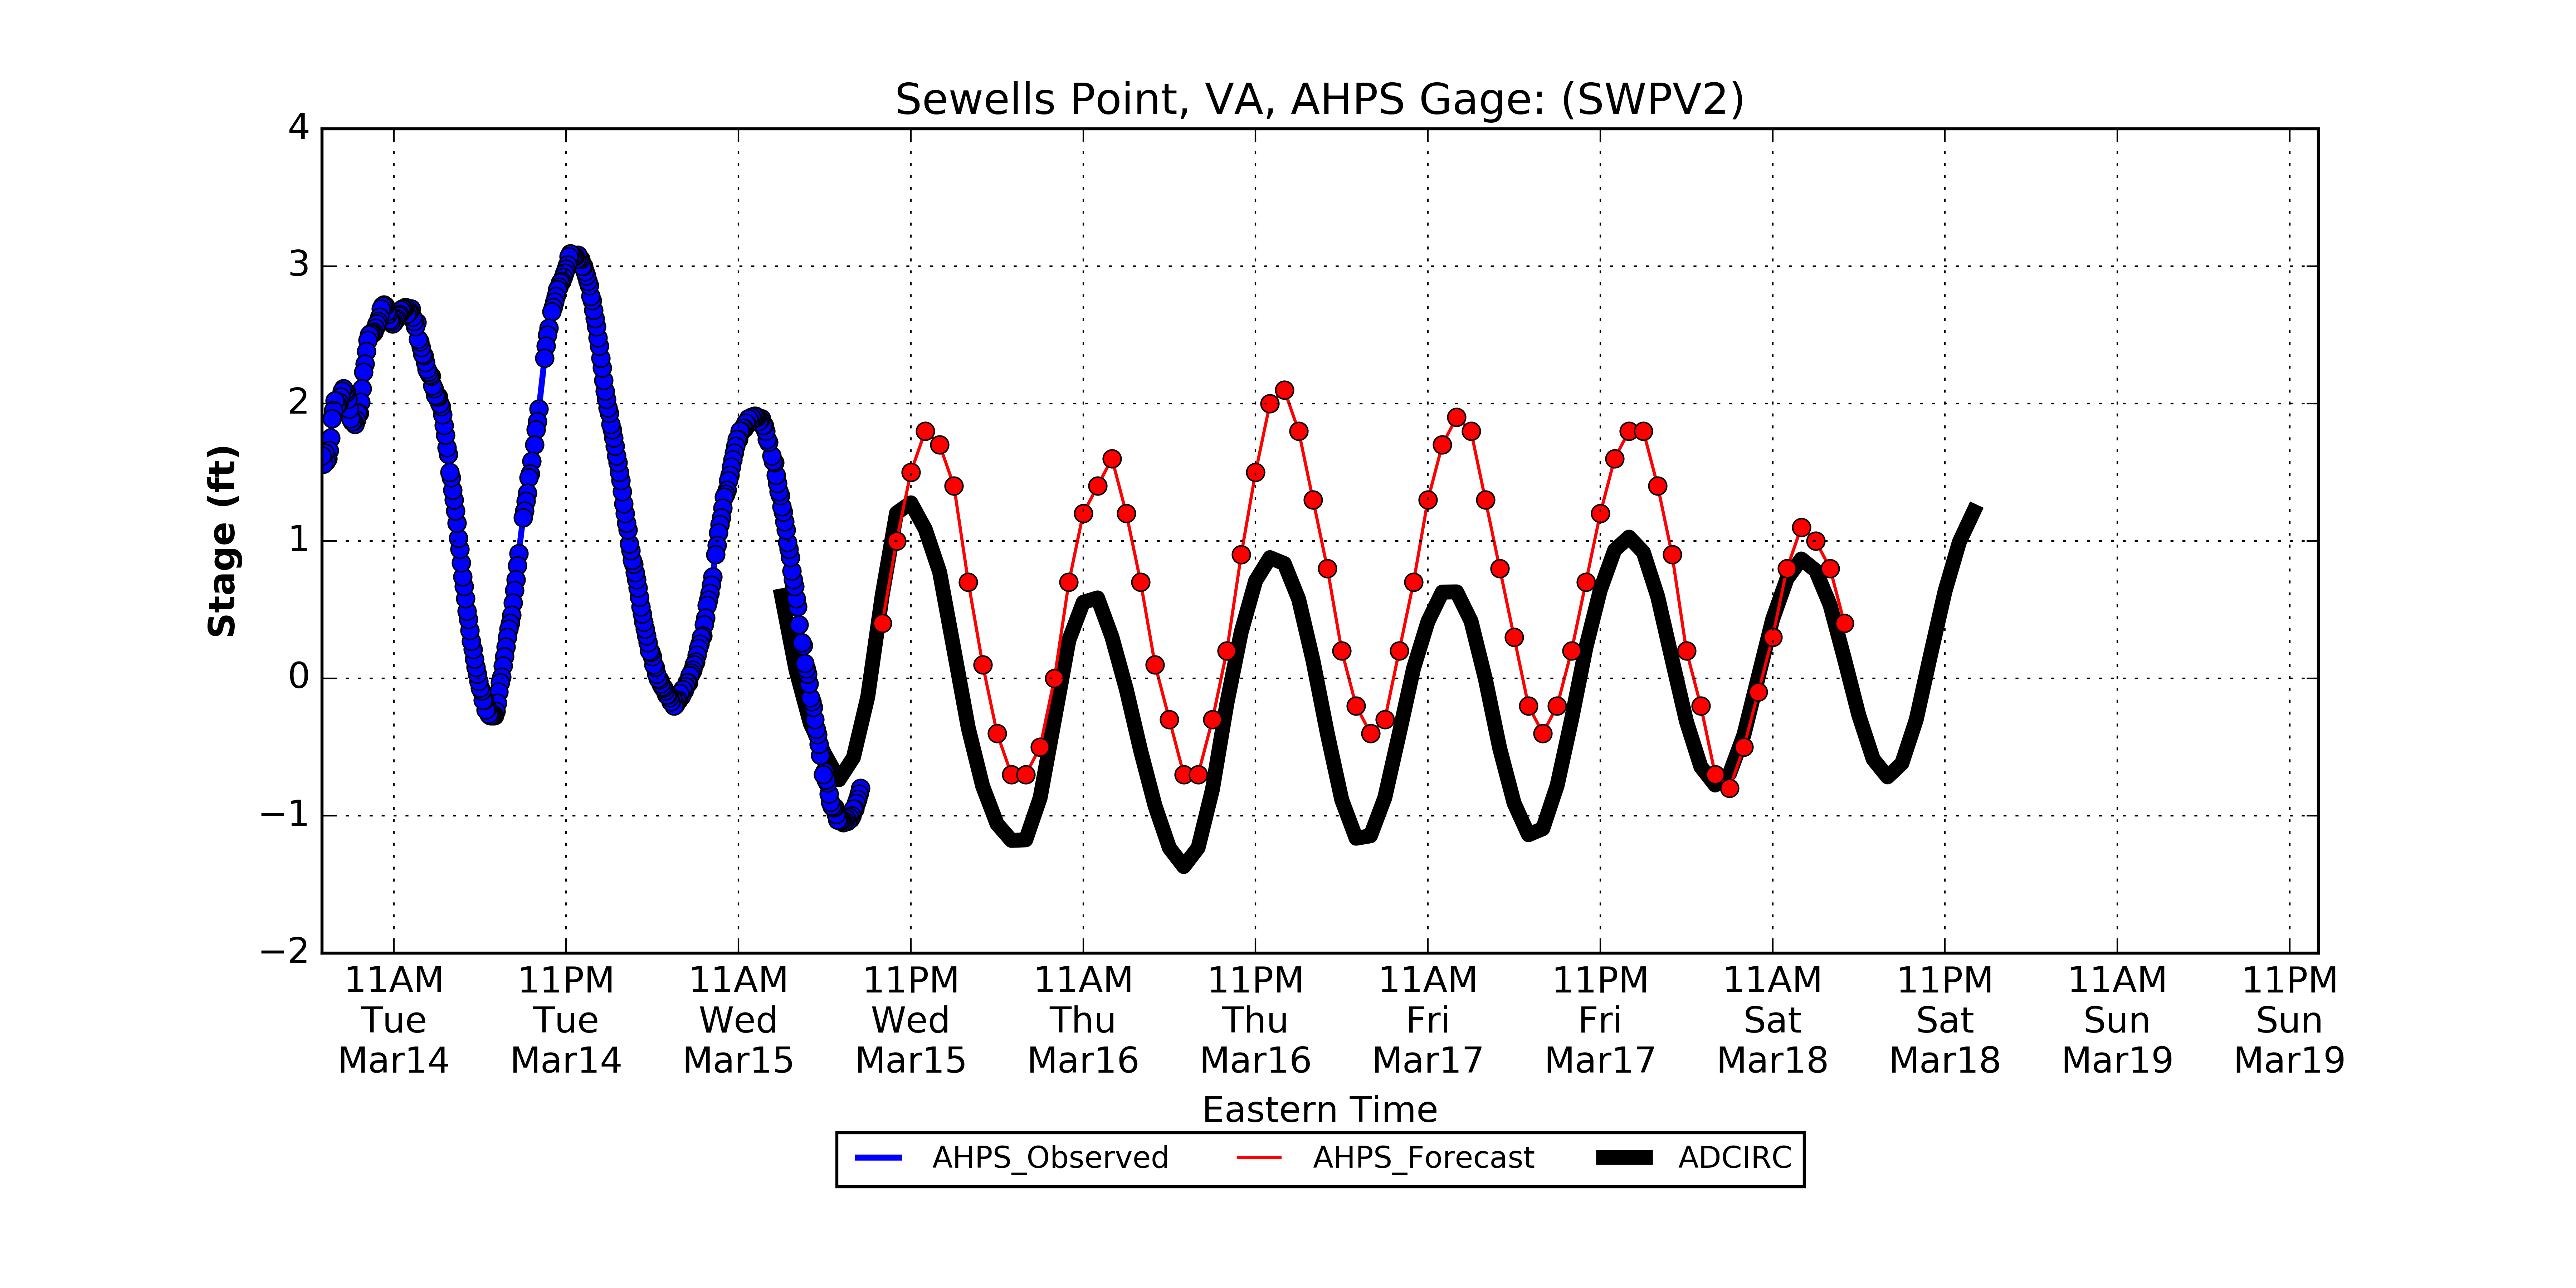 Sewells Point, VA, AHPS Gage: (SWPV2)
4
3
2
1
0
−1
−2
Stage (ft)
11AM 11PM 11AM 11PM 11AM 11PM 11AM 11PM 11AM 11PM 11AM 11PM
Tue Tue Wed Wed Thu Thu Fri Fri Sat Sat Sun Sun
Mar14 Mar14 Mar15 Mar15 Mar16 Mar16 Mar17 Mar17 Mar18 Mar18 Mar19 Mar19
Eastern Time
AHPS_Observed AHPS_Forecast ADCIRC